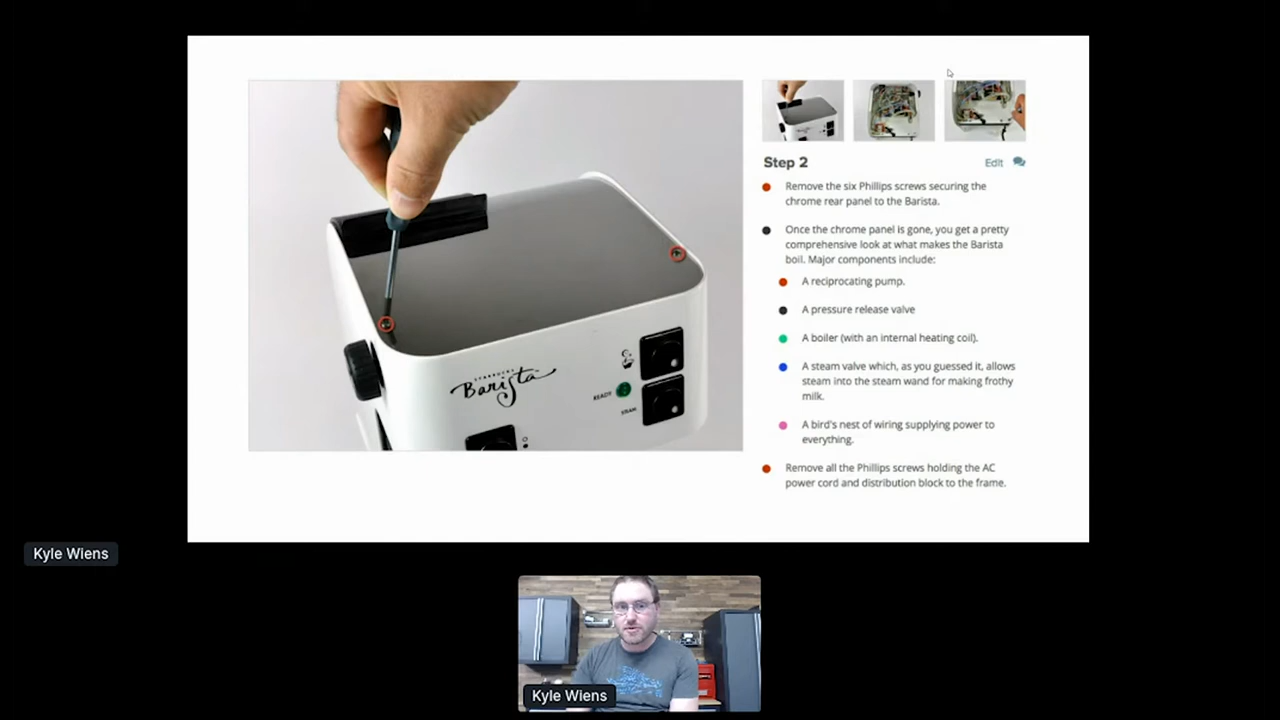 Step 2
Edit
Remove the six Phillips screws securing the
chrome rear panel to the Barista.
Once the chrome panel is gone, you get a pretty
comprehensive look at what makes the Barista
boil. Major components include:
A reciprocating pump.
A pressure release valve
A boiler (with an internal heating coil).
A steam valve which, as you guessed it, allows
steam into the steam wand for making frothy
milk.
A bird's nest of wiring supplying power to
everything.
Remove all the Phillips screws holding the AC
power cord and distribution block to the frame.
STARBUCKS
Barista
READY
STEAM
Kyle Wiens
Kyle Wiens